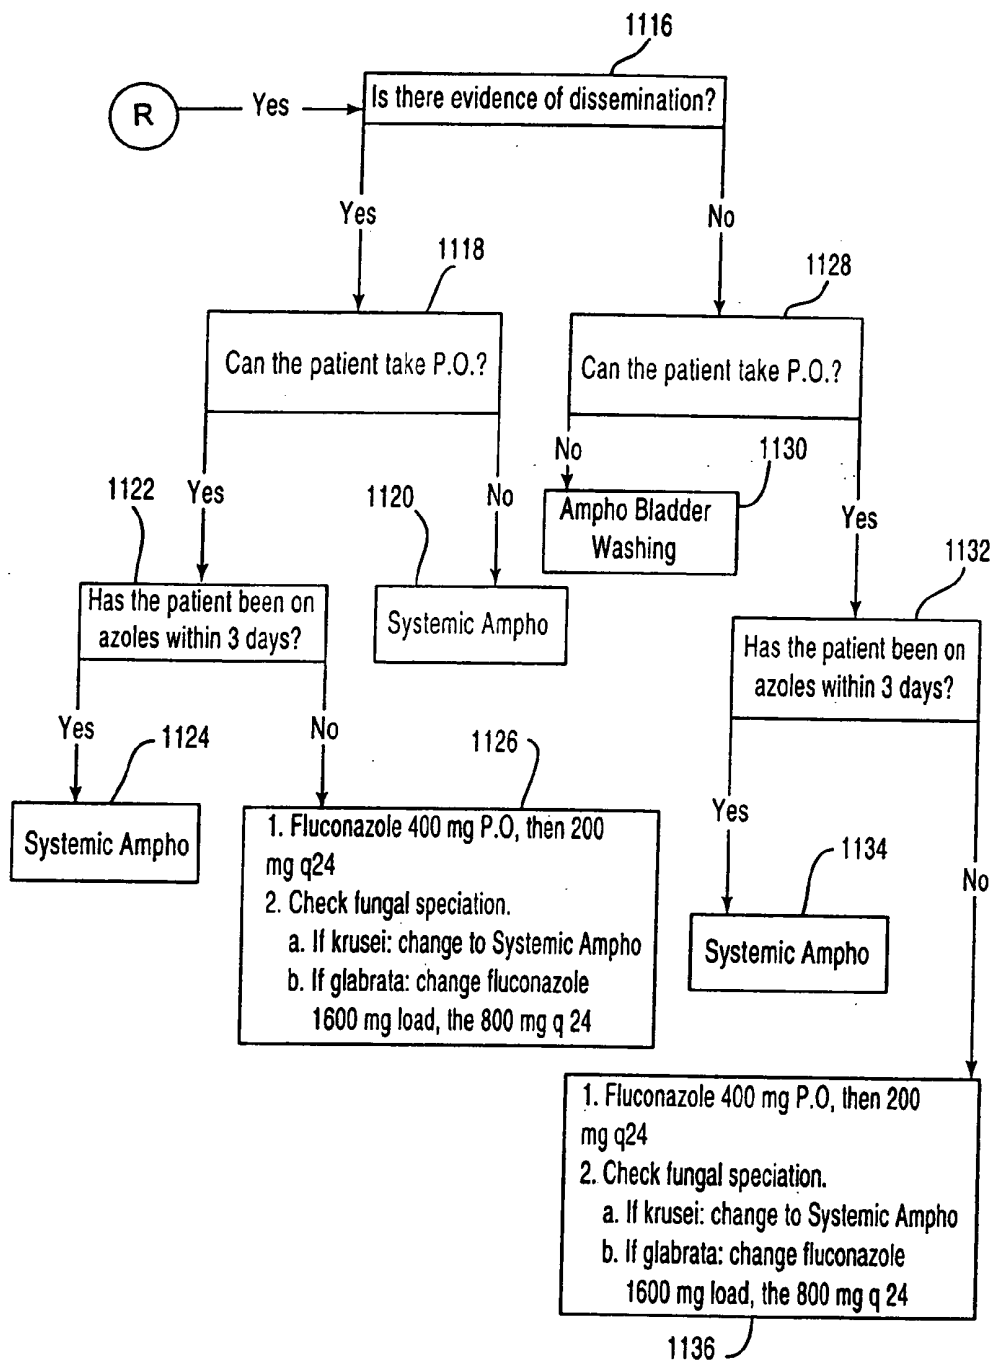 1116
R
Yes
Is there evidence of dissemination?
Yes
No
1118
1128
Can the patient take P.O.?
Can the patient take P.O.?
No
1130
1122
Yes
1120
No
Ampho Bladder
Washing
Yes
1132
Has the patient been on
azoles within 3 days?
Systemic Ampho
Has the patient been on
azoles within 3 days?
Yes
1124
No
1126
Systemic Ampho
1. Fluconazole 400 mg P.O, then 200
mg q24
2. Check fungal speciation.
a. If krusei: change to Systemic Ampho
b. If glabrata: change fluconazole
1600 mg load, the 800 mg q 24
Yes
1134
No
Systemic Ampho
1. Fluconazole 400 mg P.O, then 200
mg q24
2. Check fungal speciation.
a. If krusei: change to Systemic Ampho
b. If glabrata: change fluconazole
1600 mg load, the 800 mg q 24
1136